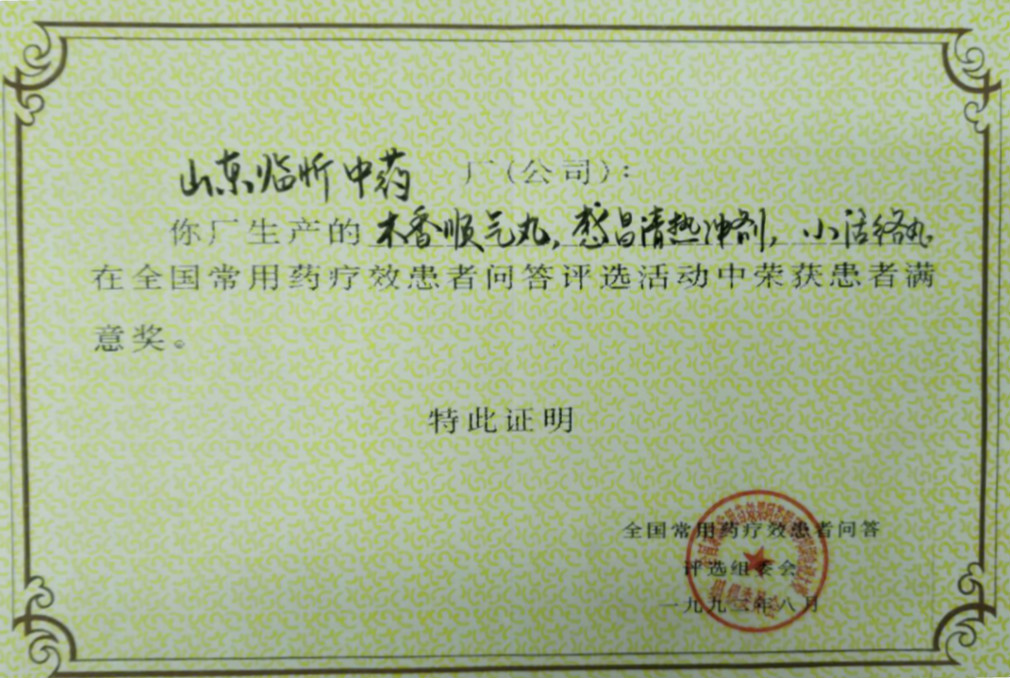 山东临沂中药 厂(公司)：
你厂生产的木香顺气丸，感冒清热冲剂，小活络丸
在全国常用药疗效患者问答评选活动中荣获患者满
意奖。
特此证明
全国常用药疗效患者问答
评选组委会
一九九三年八月